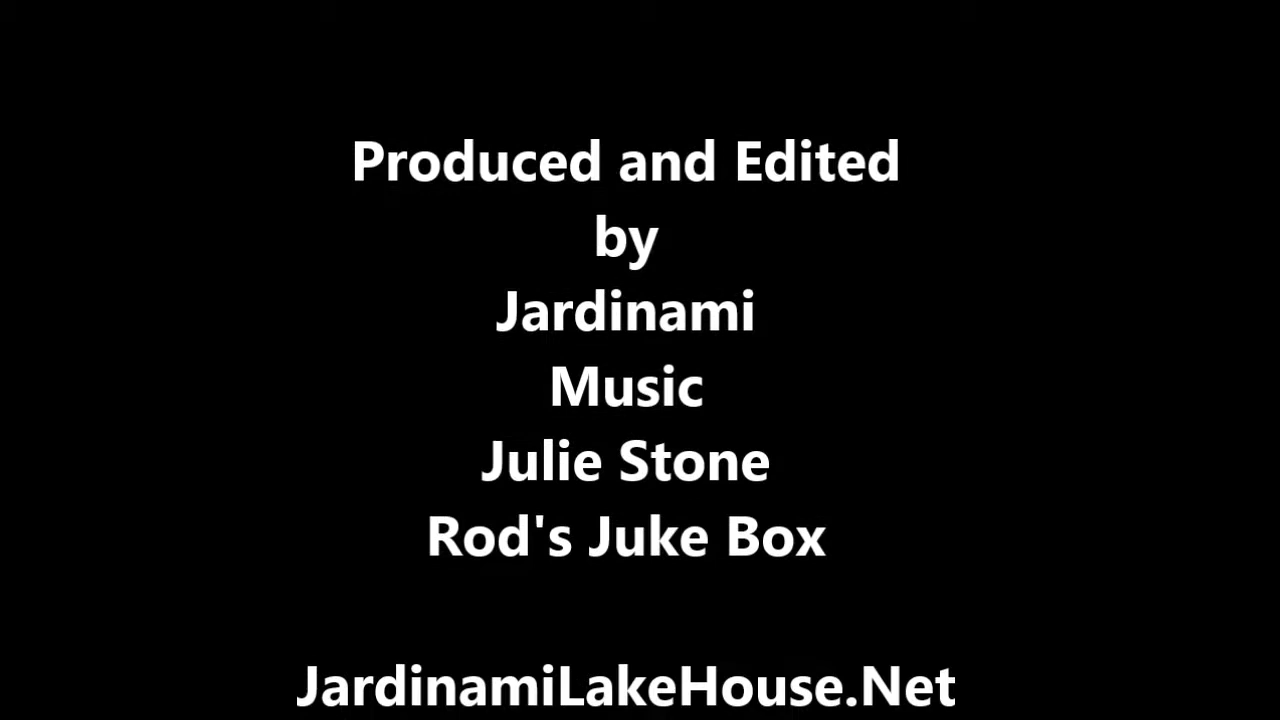 Produced and Edited
by
Jardinami
Music
Julie Stone
Rod's Juke Box
JardinamiLakeHouse.Net